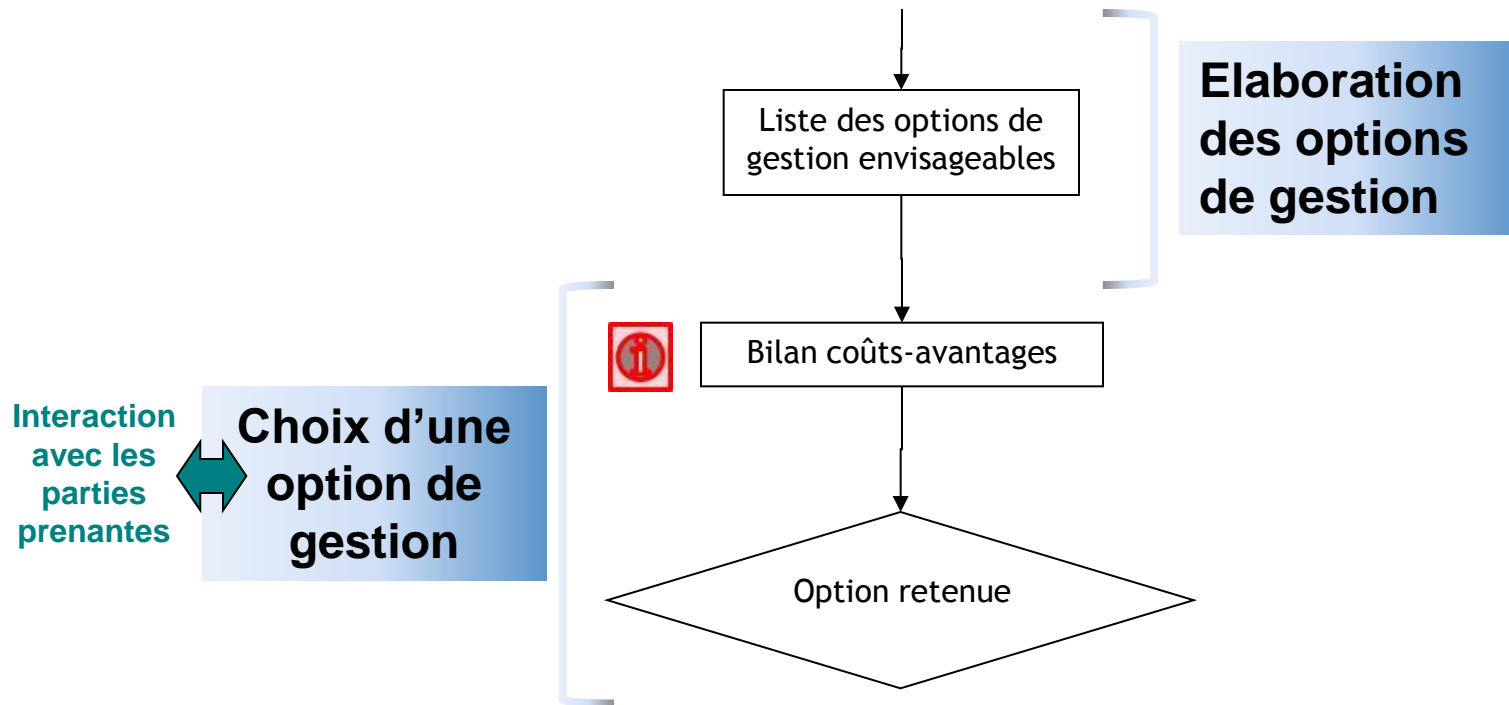 Liste des options de
gestion envisageables
Elaboration
des options
de gestion
Bilan coûts-avantages
Interaction
avec les
parties
prenantes
Choix d’une
option de
gestion
Option retenue